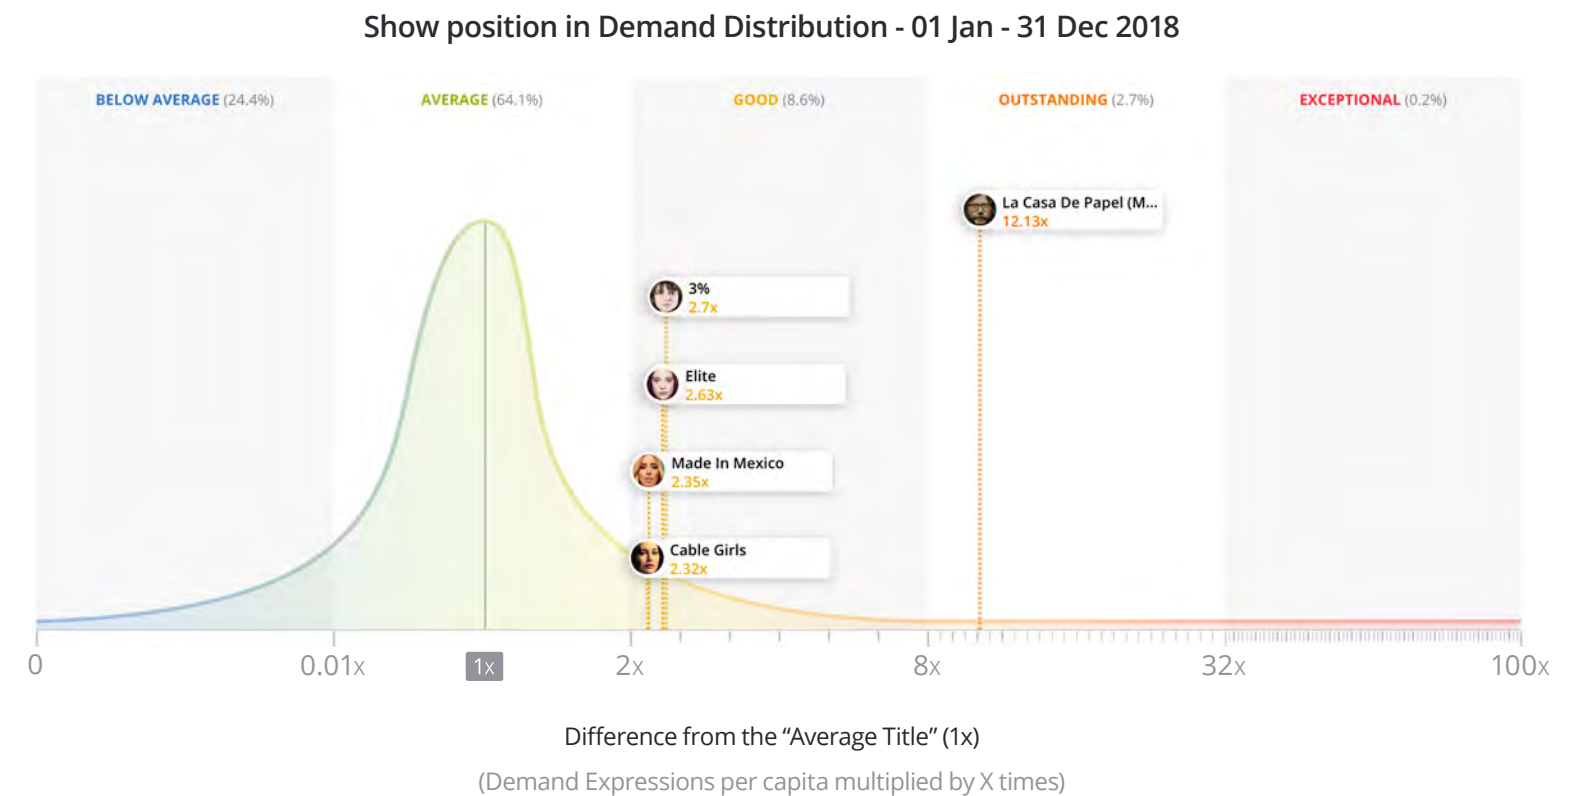 Show position in Demand Distribution - 01 Jan - 31 Dec 2018
BELOW AVERAGE (24.4%)
AVERAGE (64.1%)
GOOD (8.6%)
OUTSTANDING (2.7%)
EXCEPTIONAL (0.2%)
La Casa De Papel (M...
12.13x
3%
2.7x
Elite
2.63x
Made In Mexico
2.35x
Cable Girls
2.32x
0
0.01x
1x
2x
8x
32x
100x
Difference from the “Average Title” (1x)
(Demand Expressions per capita multiplied by X times)